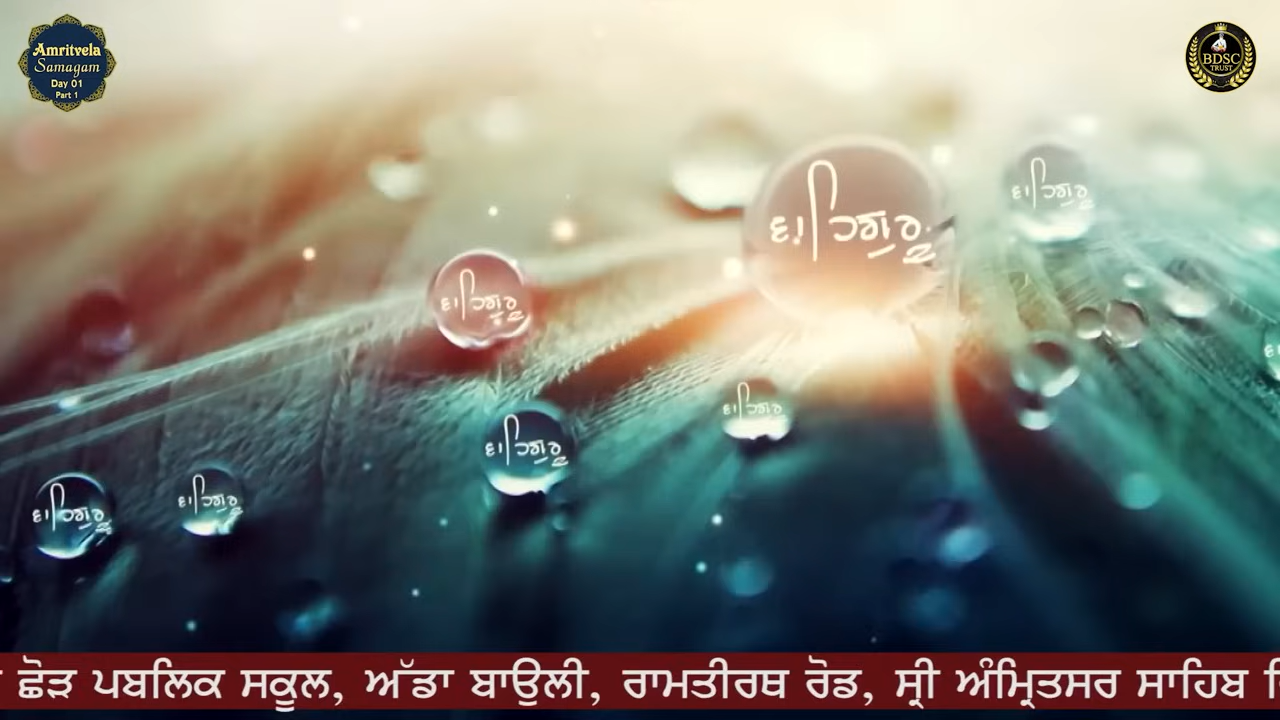 Amritvela
Samagam
Day 01
Part 1
BDSC
TRUST
ਵਾਹਿਗੁਰੂ
ਵਾਹਿਗੁਰੂ
ਵਾਹਿਗੁਰੂ
ਵਾਹਿਗੁਰੂ
ਵਾਹਿਗੁਰੂ
ਵਾਹਿਗੁਰੂ
ਵਾਹਿਗੁਰੂ
ਛੋੜ ਪਬਲਿਕ ਸਕੂਲ, ਅੱਡਾ ਬਾਉਲੀ, ਰਾਮਤੀਰਥ ਰੋਡ, ਸ੍ਰੀ ਅੰਮ੍ਰਿਤਸਰ ਸਾਹਿਬ